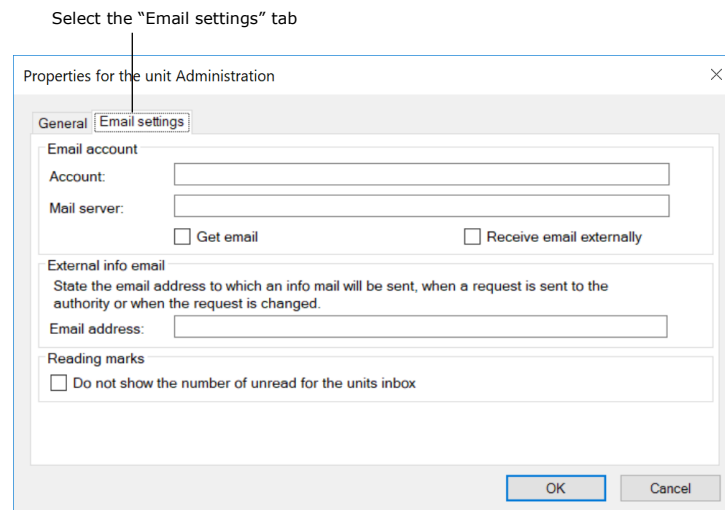 Select the “Email settings” tab
Properties for the unit Administration
General Email settings
Email account
Account:
Mail server:
Get email Receive email externally
External info email
State the email address to which an info mail will be sent, when a request is sent to the
authority or when the request is changed.
Email address:
Reading marks
Do not show the number of unread for the units inbox
OK Cancel